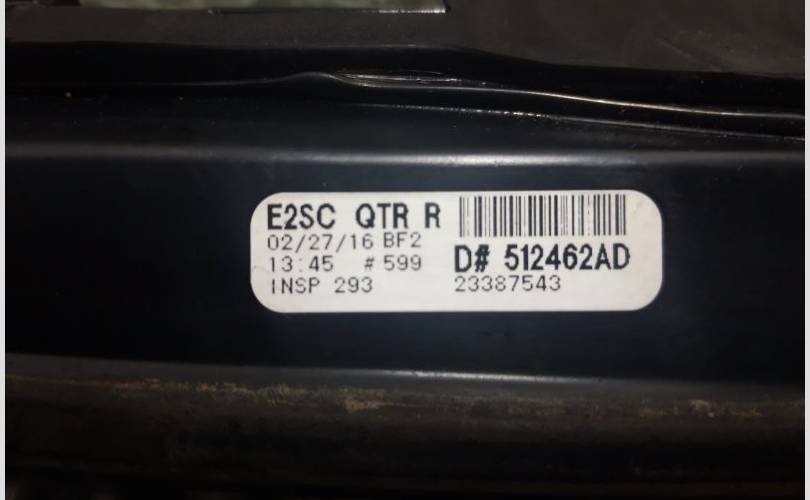 E2SC QTR R
02/27/16 BF2
13:45 # 599 D# 512462AD
INSP 293 23387543